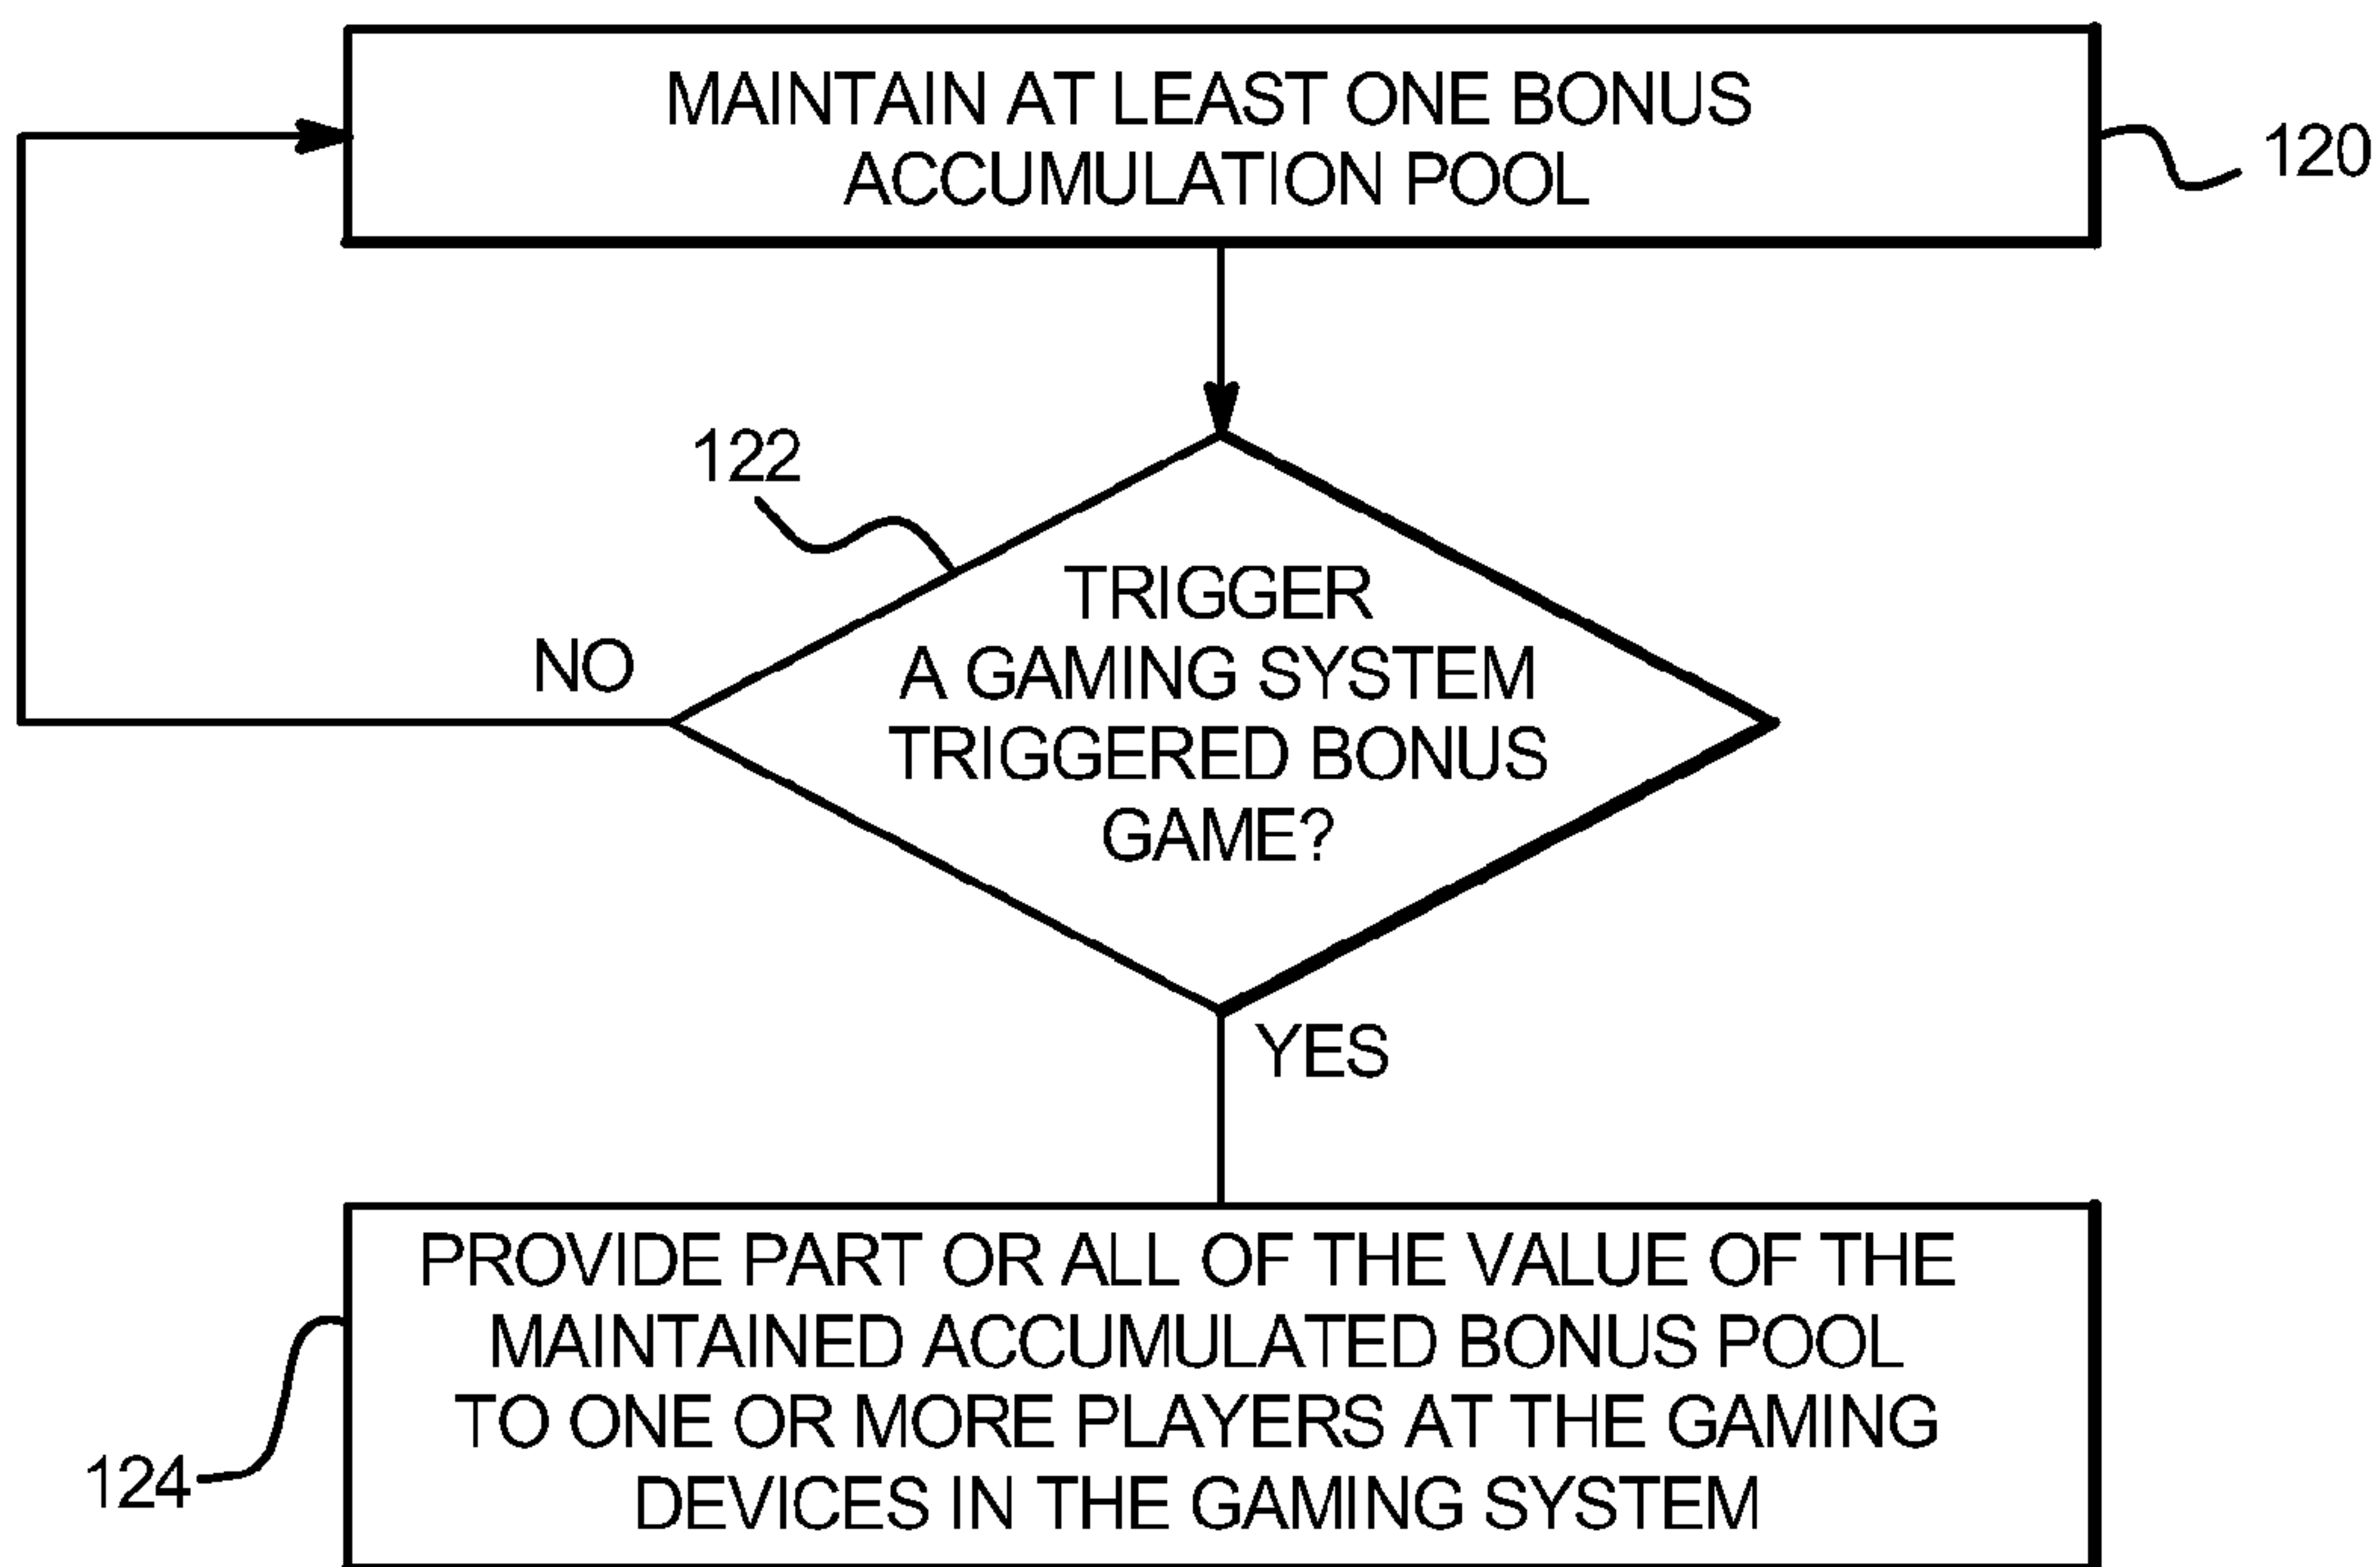 MAINTAIN AT LEAST ONE BONUS
ACCUMULATION POOL
120
122
TRIGGER
A GAMING SYSTEM
TRIGGERED BONUS
GAME?
NO
YES
PROVIDE PART OR ALL OF THE VALUE OF THE
MAINTAINED ACCUMULATED BONUS POOL
TO ONE OR MORE PLAYERS AT THE GAMING
DEVICES IN THE GAMING SYSTEM
124